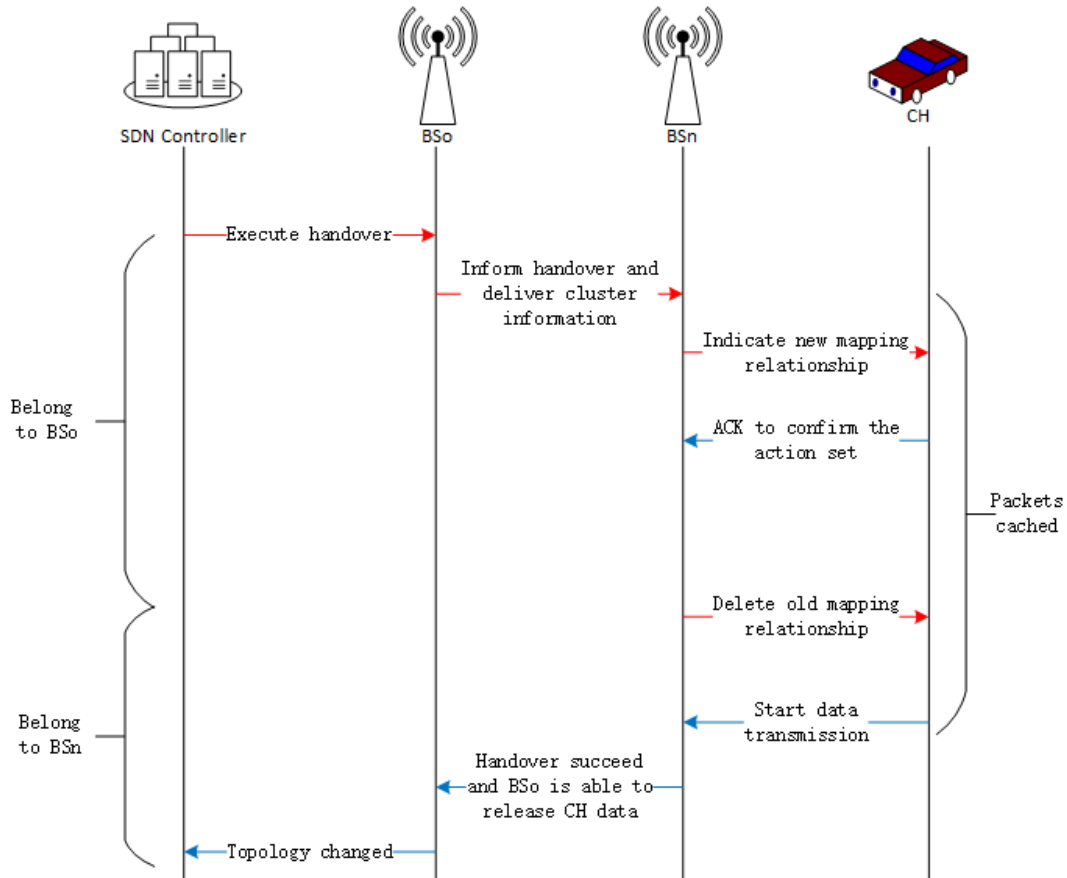 SDN Controller
BSo
BSn
CH
Execute handover
Inform handover and
deliver cluster
information
Indicate new mapping
relationship
Belong
to BSo
ACK to confirm the
action set
Packets
cached
Delete old mapping
relationship
Belong
to BSn
Start data
transmission
Handover succeed
and BSo is able to
release CH data
Topology changed